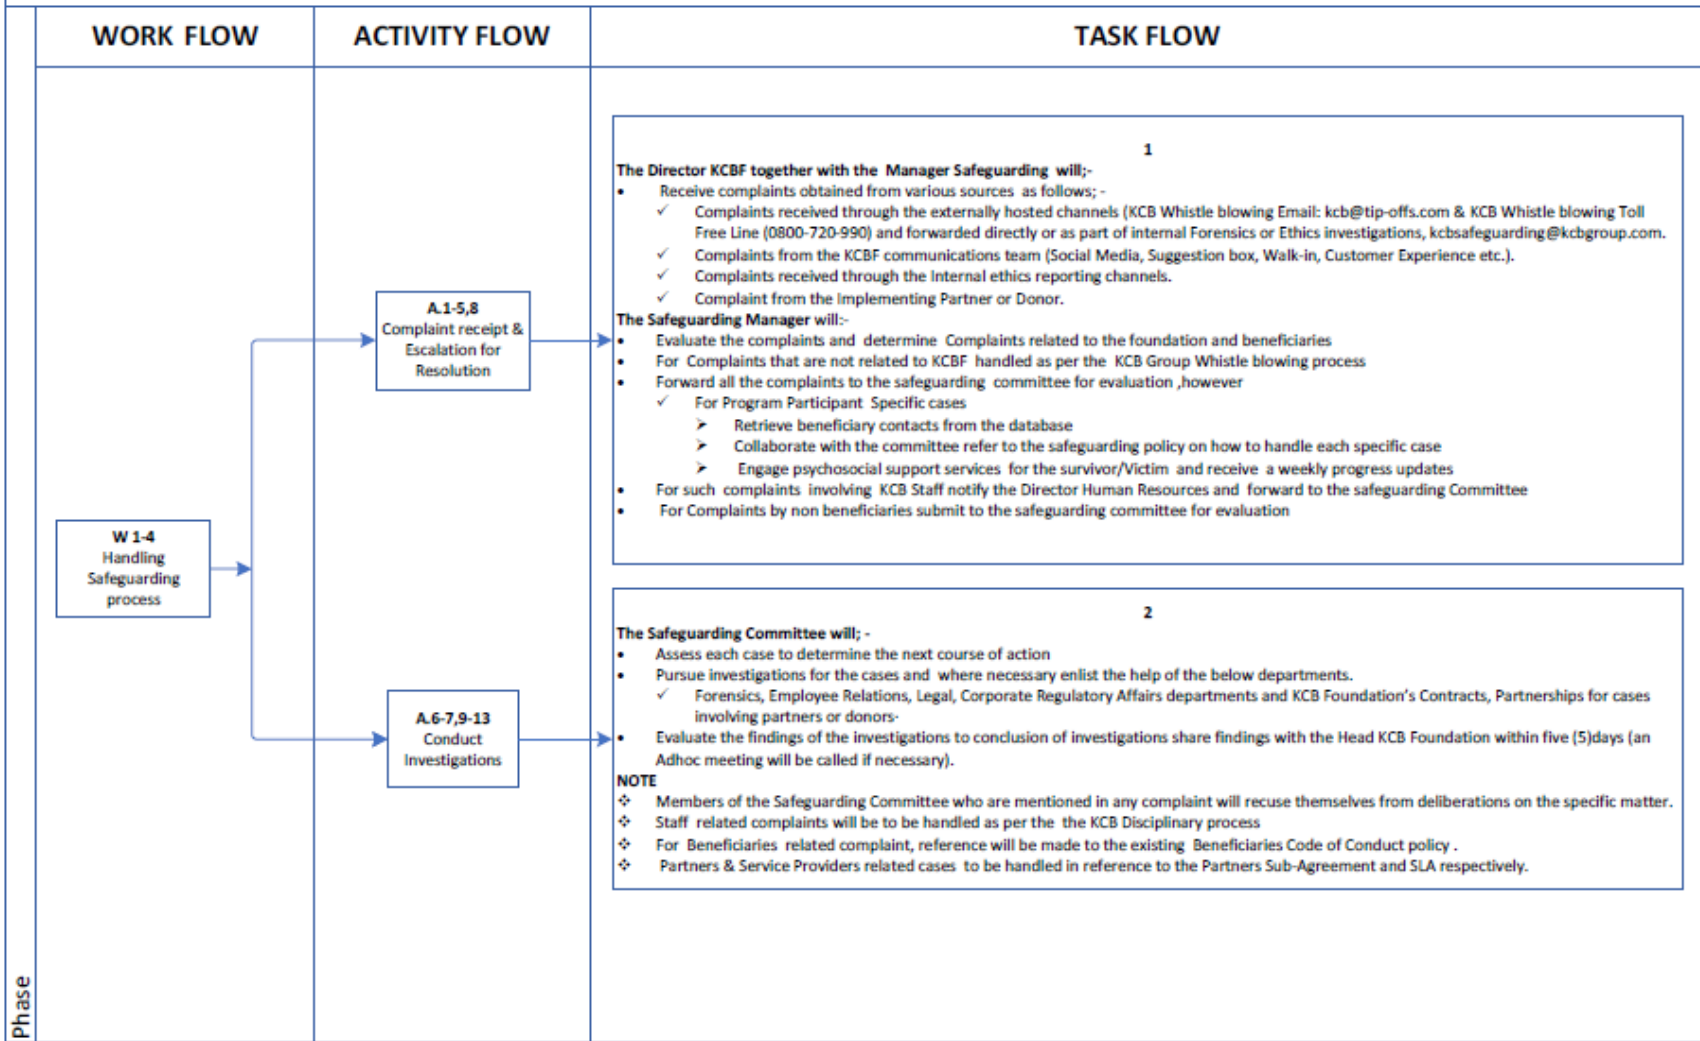 WORK FLOW
ACTIVITY FLOW
TASK FLOW
Phase
W 1-4
Handling
Safeguarding
process
A.1-5,8
Complaint receipt &
Escalation for
Resolution
A.6-7,9-13
Conduct
Investigations
1
The Director KCBF together with the Manager Safeguarding will;-
• Receive complaints obtained from various sources as follows; -
✓ Complaints received through the externally hosted channels (KCB Whistle blowing Email: kcb@tip-offs.com & KCB Whistle blowing Toll
Free Line (0800-720-990) and forwarded directly or as part of internal Forensics or Ethics investigations, kcbsafeguarding@kcbgroup.com.
✓ Complaints from the KCBF communications team (Social Media, Suggestion box, Walk-in, Customer Experience etc.).
✓ Complaints received through the Internal ethics reporting channels.
✓ Complaint from the Implementing Partner or Donor.
The Safeguarding Manager will:-
• Evaluate the complaints and determine Complaints related to the foundation and beneficiaries
• For Complaints that are not related to KCBF handled as per the KCB Group Whistle blowing process
• Forward all the complaints to the safeguarding committee for evaluation ,however
✓ For Program Participant Specific cases
➤ Retrieve beneficiary contacts from the database
➤ Collaborate with the committee refer to the safeguarding policy on how to handle each specific case
➤ Engage psychosocial support services for the survivor/Victim and receive a weekly progress updates
• For such complaints involving KCB Staff notify the Director Human Resources and forward to the safeguarding Committee
• For Complaints by non beneficiaries submit to the safeguarding committee for evaluation
2
The Safeguarding Committee will; -
• Assess each case to determine the next course of action
• Pursue investigations for the cases and where necessary enlist the help of the below departments.
✓ Forensics, Employee Relations, Legal, Corporate Regulatory Affairs departments and KCB Foundation's Contracts, Partnerships for cases
involving partners or donors-
• Evaluate the findings of the investigations to conclusion of investigations share findings with the Head KCB Foundation within five (5)days (an
Adhoc meeting will be called if necessary).
NOTE
❖ Members of the Safeguarding Committee who are mentioned in any complaint will recuse themselves from deliberations on the specific matter.
❖ Staff related complaints will be to be handled as per the the KCB Disciplinary process
❖ For Beneficiaries related complaint, reference will be made to the existing Beneficiaries Code of Conduct policy .
❖ Partners & Service Providers related cases to be handled in reference to the Partners Sub-Agreement and SLA respectively.